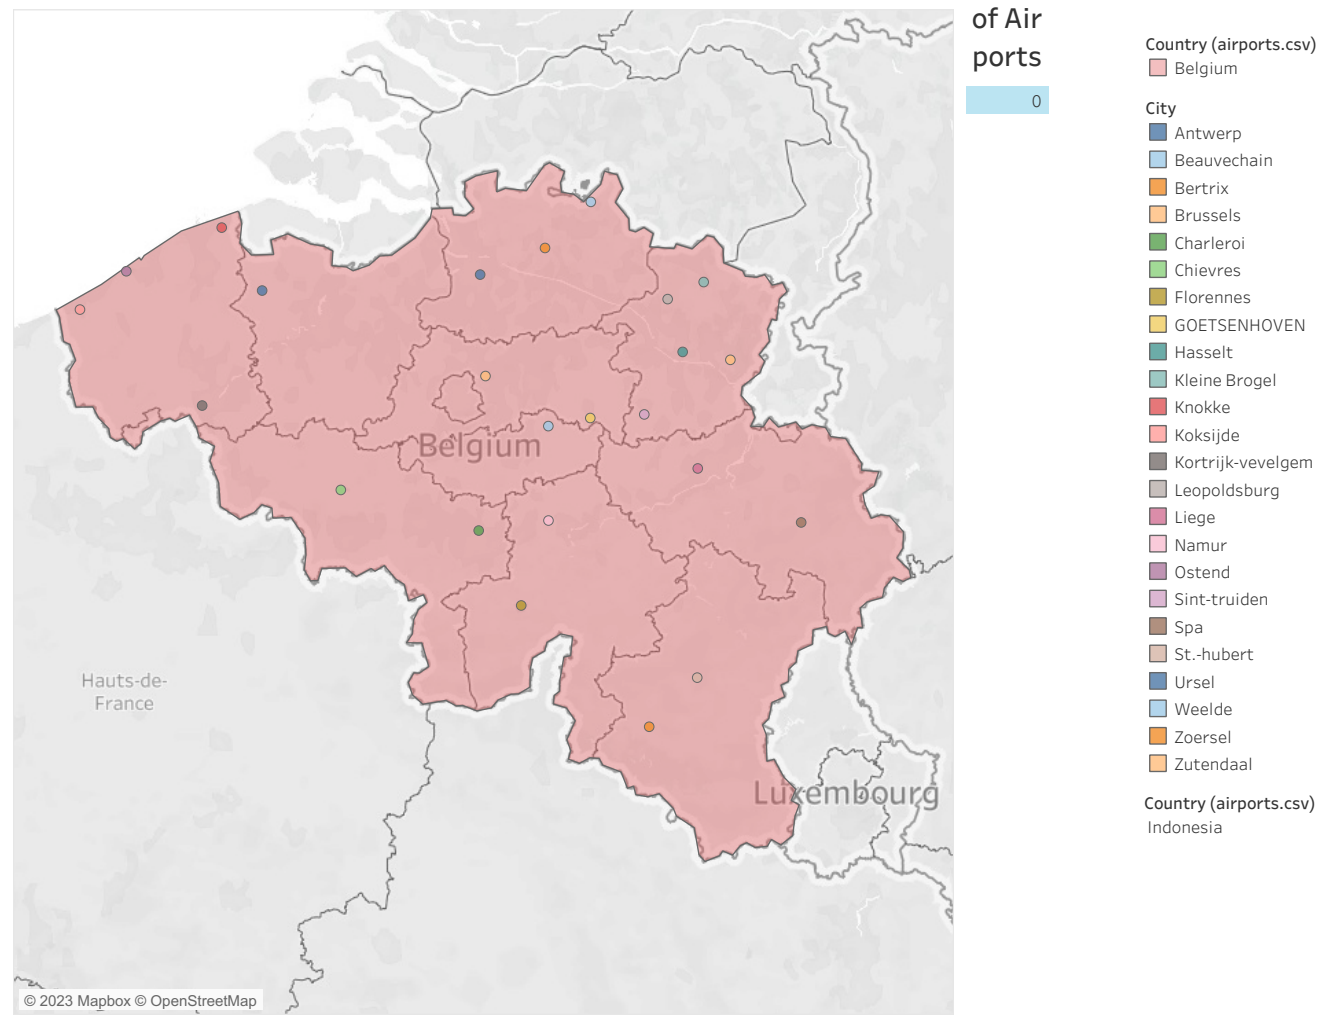 of Air
ports
0
Country (airports.csv)
Belgium
City
Antwerp
Beauvechain
Bertrix
Brussels
Charleroi
Chievres
Florennes
GOETSENHOVEN
Hasselt
Kleine Brogel
Knokke
Koksijde
Kortrijk-vevelgem
Leopoldsburg
Liege
Namur
Ostend
Sint-truiden
Spa
St.-hubert
Ursel
Weelde
Zoersel
Zutendaal
Country (airports.csv)
Indonesia
Belgium
Hauts-de-
France
Luxembourg
© 2023 Mapbox © OpenStreetMap